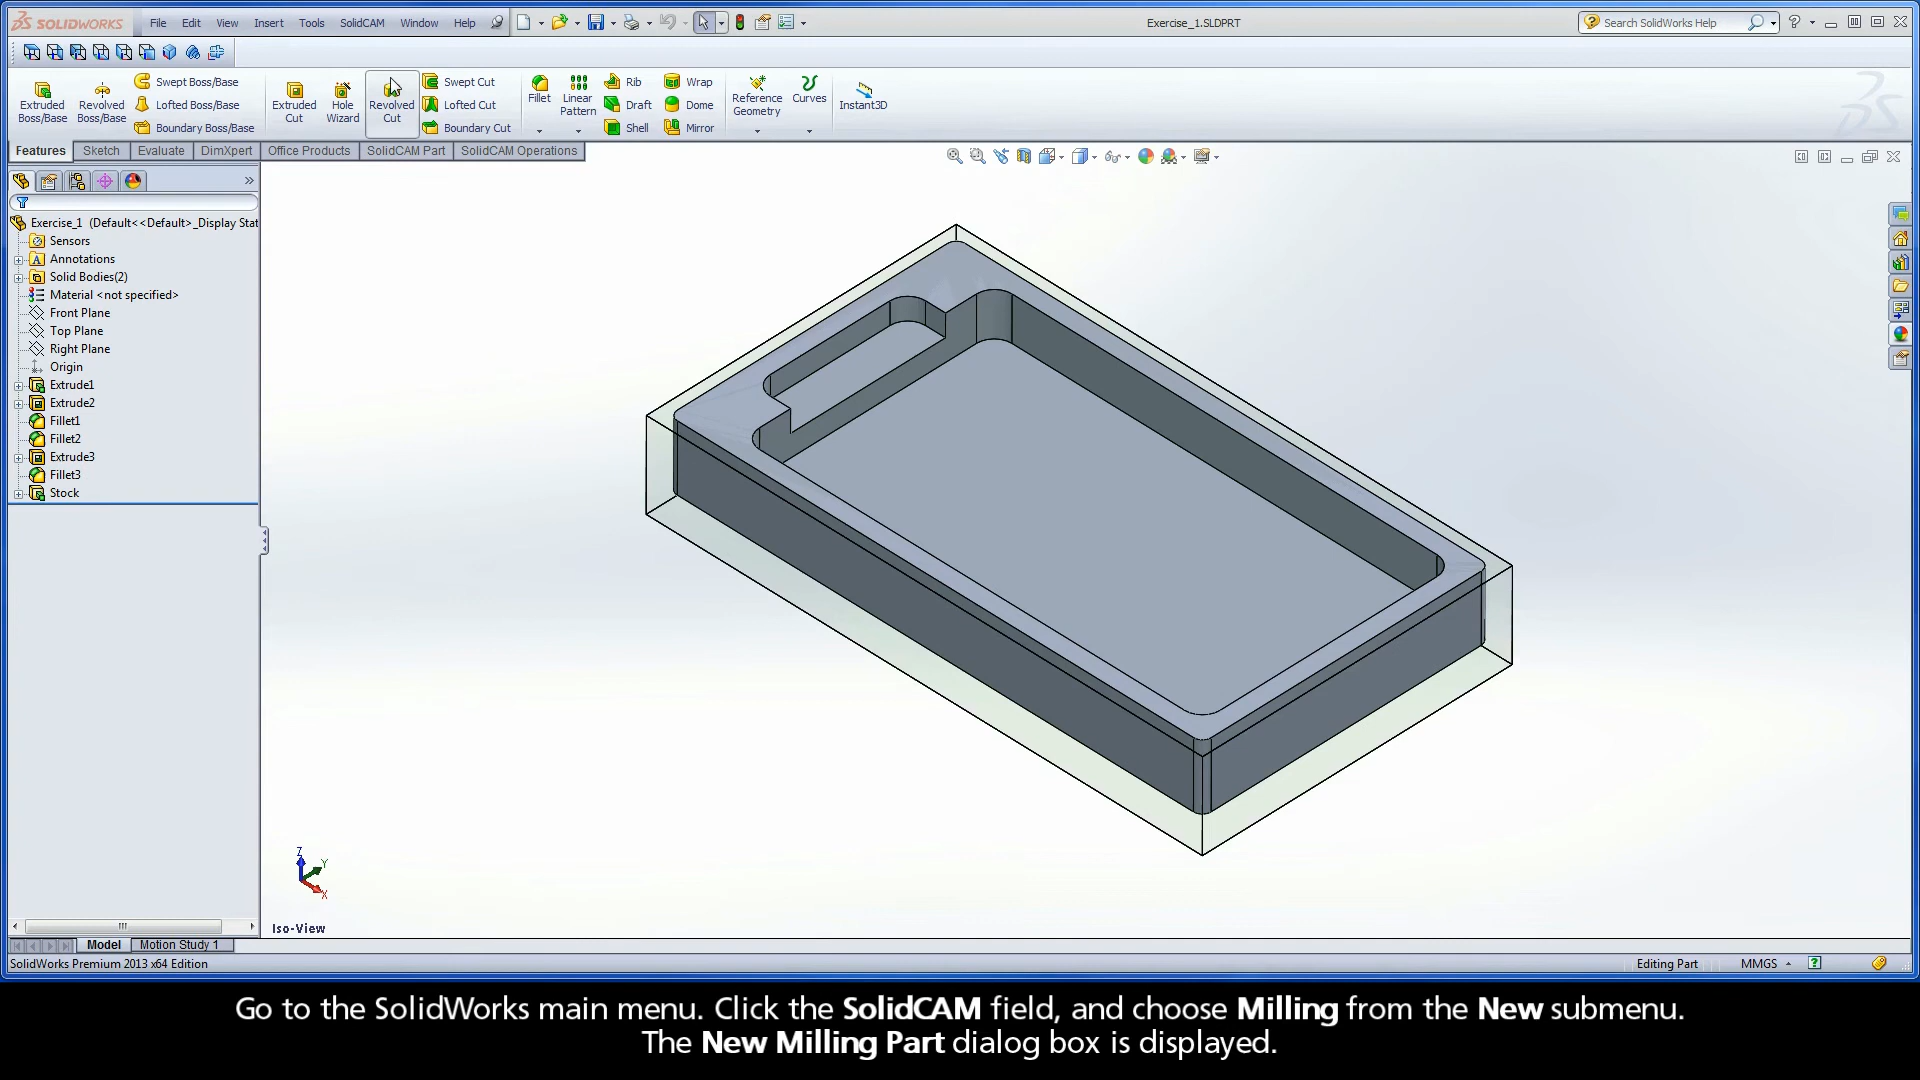 SOLIDWORKS File Edit View Insert Tools SolidCAM Window Help Exercise_1.SLDPRT Search SolidWorks Help
Extruded Boss/Base
Revolved Boss/Base
Swept Boss/Base
Lofted Boss/Base
Boundary Boss/Base
Extruded Cut
Hole Wizard
Revolved Cut
Swept Cut
Lofted Cut
Boundary Cut
Fillet
Linear Pattern
Rib
Draft
Shell
Wrap
Dome
Mirror
Reference Geometry
Curves
Instant3D
Features Sketch Evaluate DimXpert Office Products SolidCAM Part SolidCAM Operations
Exercise_1 (Default<<Default>_Display Stat
Sensors
Annotations
Solid Bodies(2)
Material <not specified>
Front Plane
Top Plane
Right Plane
Origin
Extrude1
Extrude2
Fillet1
Fillet2
Extrude3
Fillet3
Stock
Z
Y
X
Iso-View
Model Motion Study 1
SolidWorks Premium 2013 x64 Edition Editing Part MMGS
Go to the SolidWorks main menu. Click the SolidCAM field, and choose Milling from the New submenu.
The New Milling Part dialog box is displayed.